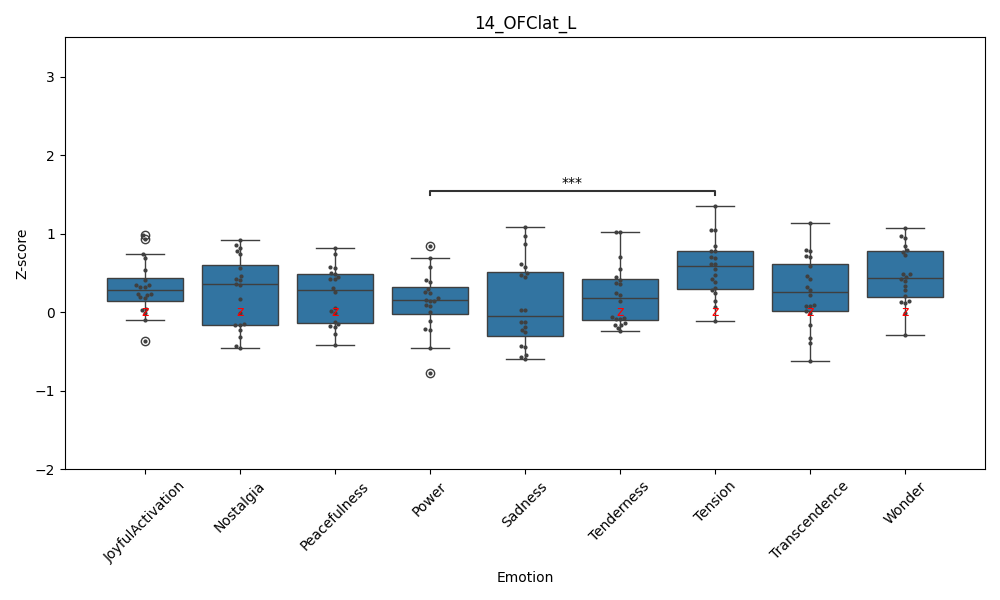 14_OFClat_L
Z-score
3
2
1
0
−1
−2
***
z z z z z z z
JoyfulActivation
Nostalgia
Peacefulness
Power
Sadness
Tenderness
Tension
Transcendence
Wonder
Emotion